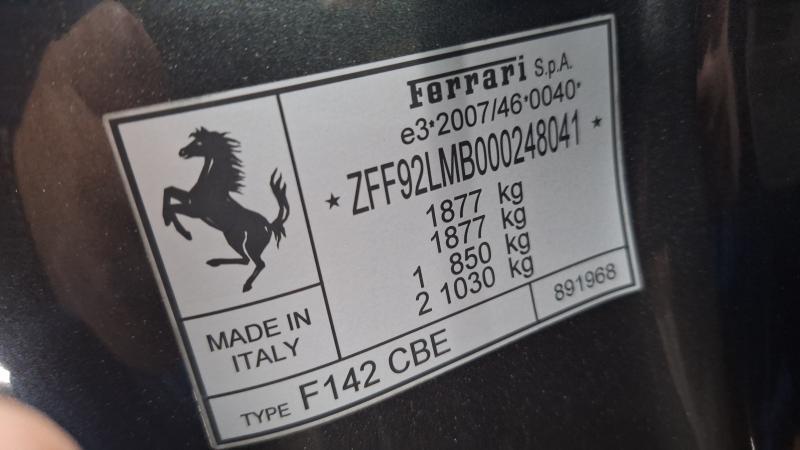 Ferrari S.p.A.
e3*2007/46*0040*
★ ZFF92LMB000248041 ★
1877 kg
1877 kg
1 850 kg
2 1030 kg
MADE IN
ITALY
TYPE F142 CBE
891968